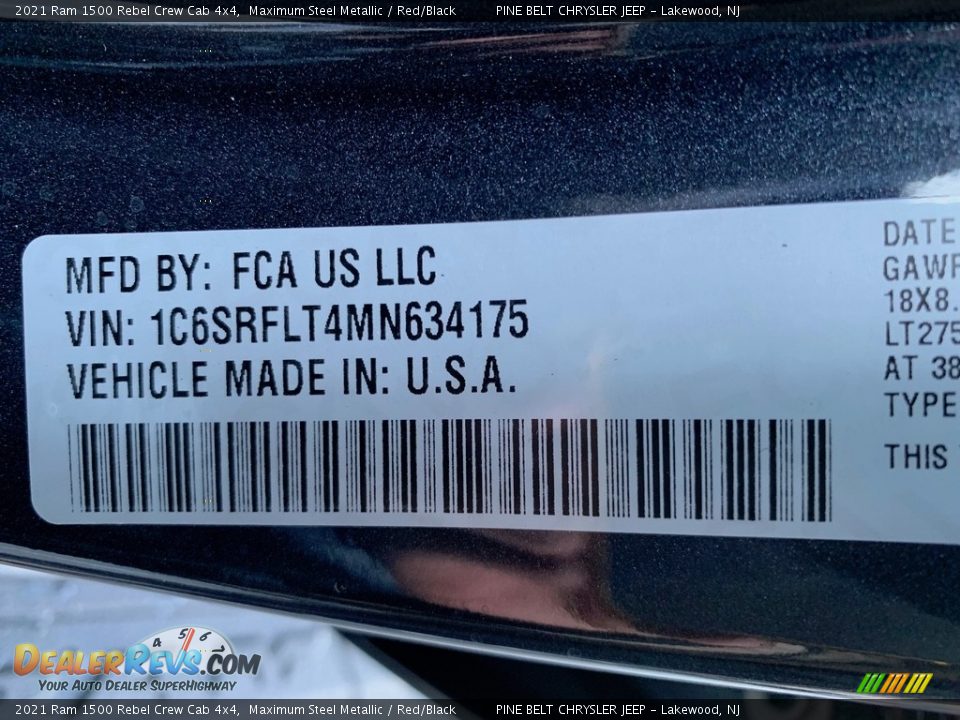 2021 Ram 1500 Rebel Crew Cab 4x4, Maximum Steel Metallic / Red/Black PINE BELT CHRYSLER JEEP - Lakewood, NJ
MFD BY: FCA US LLC
VIN: 1C6SRFLT4MN634175
VEHICLE MADE IN: U.S.A.
DATE
GAWR
18X8.
LT275
AT 38
TYPE
THIS
4 5 6
DEALERREVS.COM
YOUR AUTO DEALER SUPERHIGHWAY
2021 Ram 1500 Rebel Crew Cab 4x4, Maximum Steel Metallic / Red/Black PINE BELT CHRYSLER JEEP - Lakewood, NJ